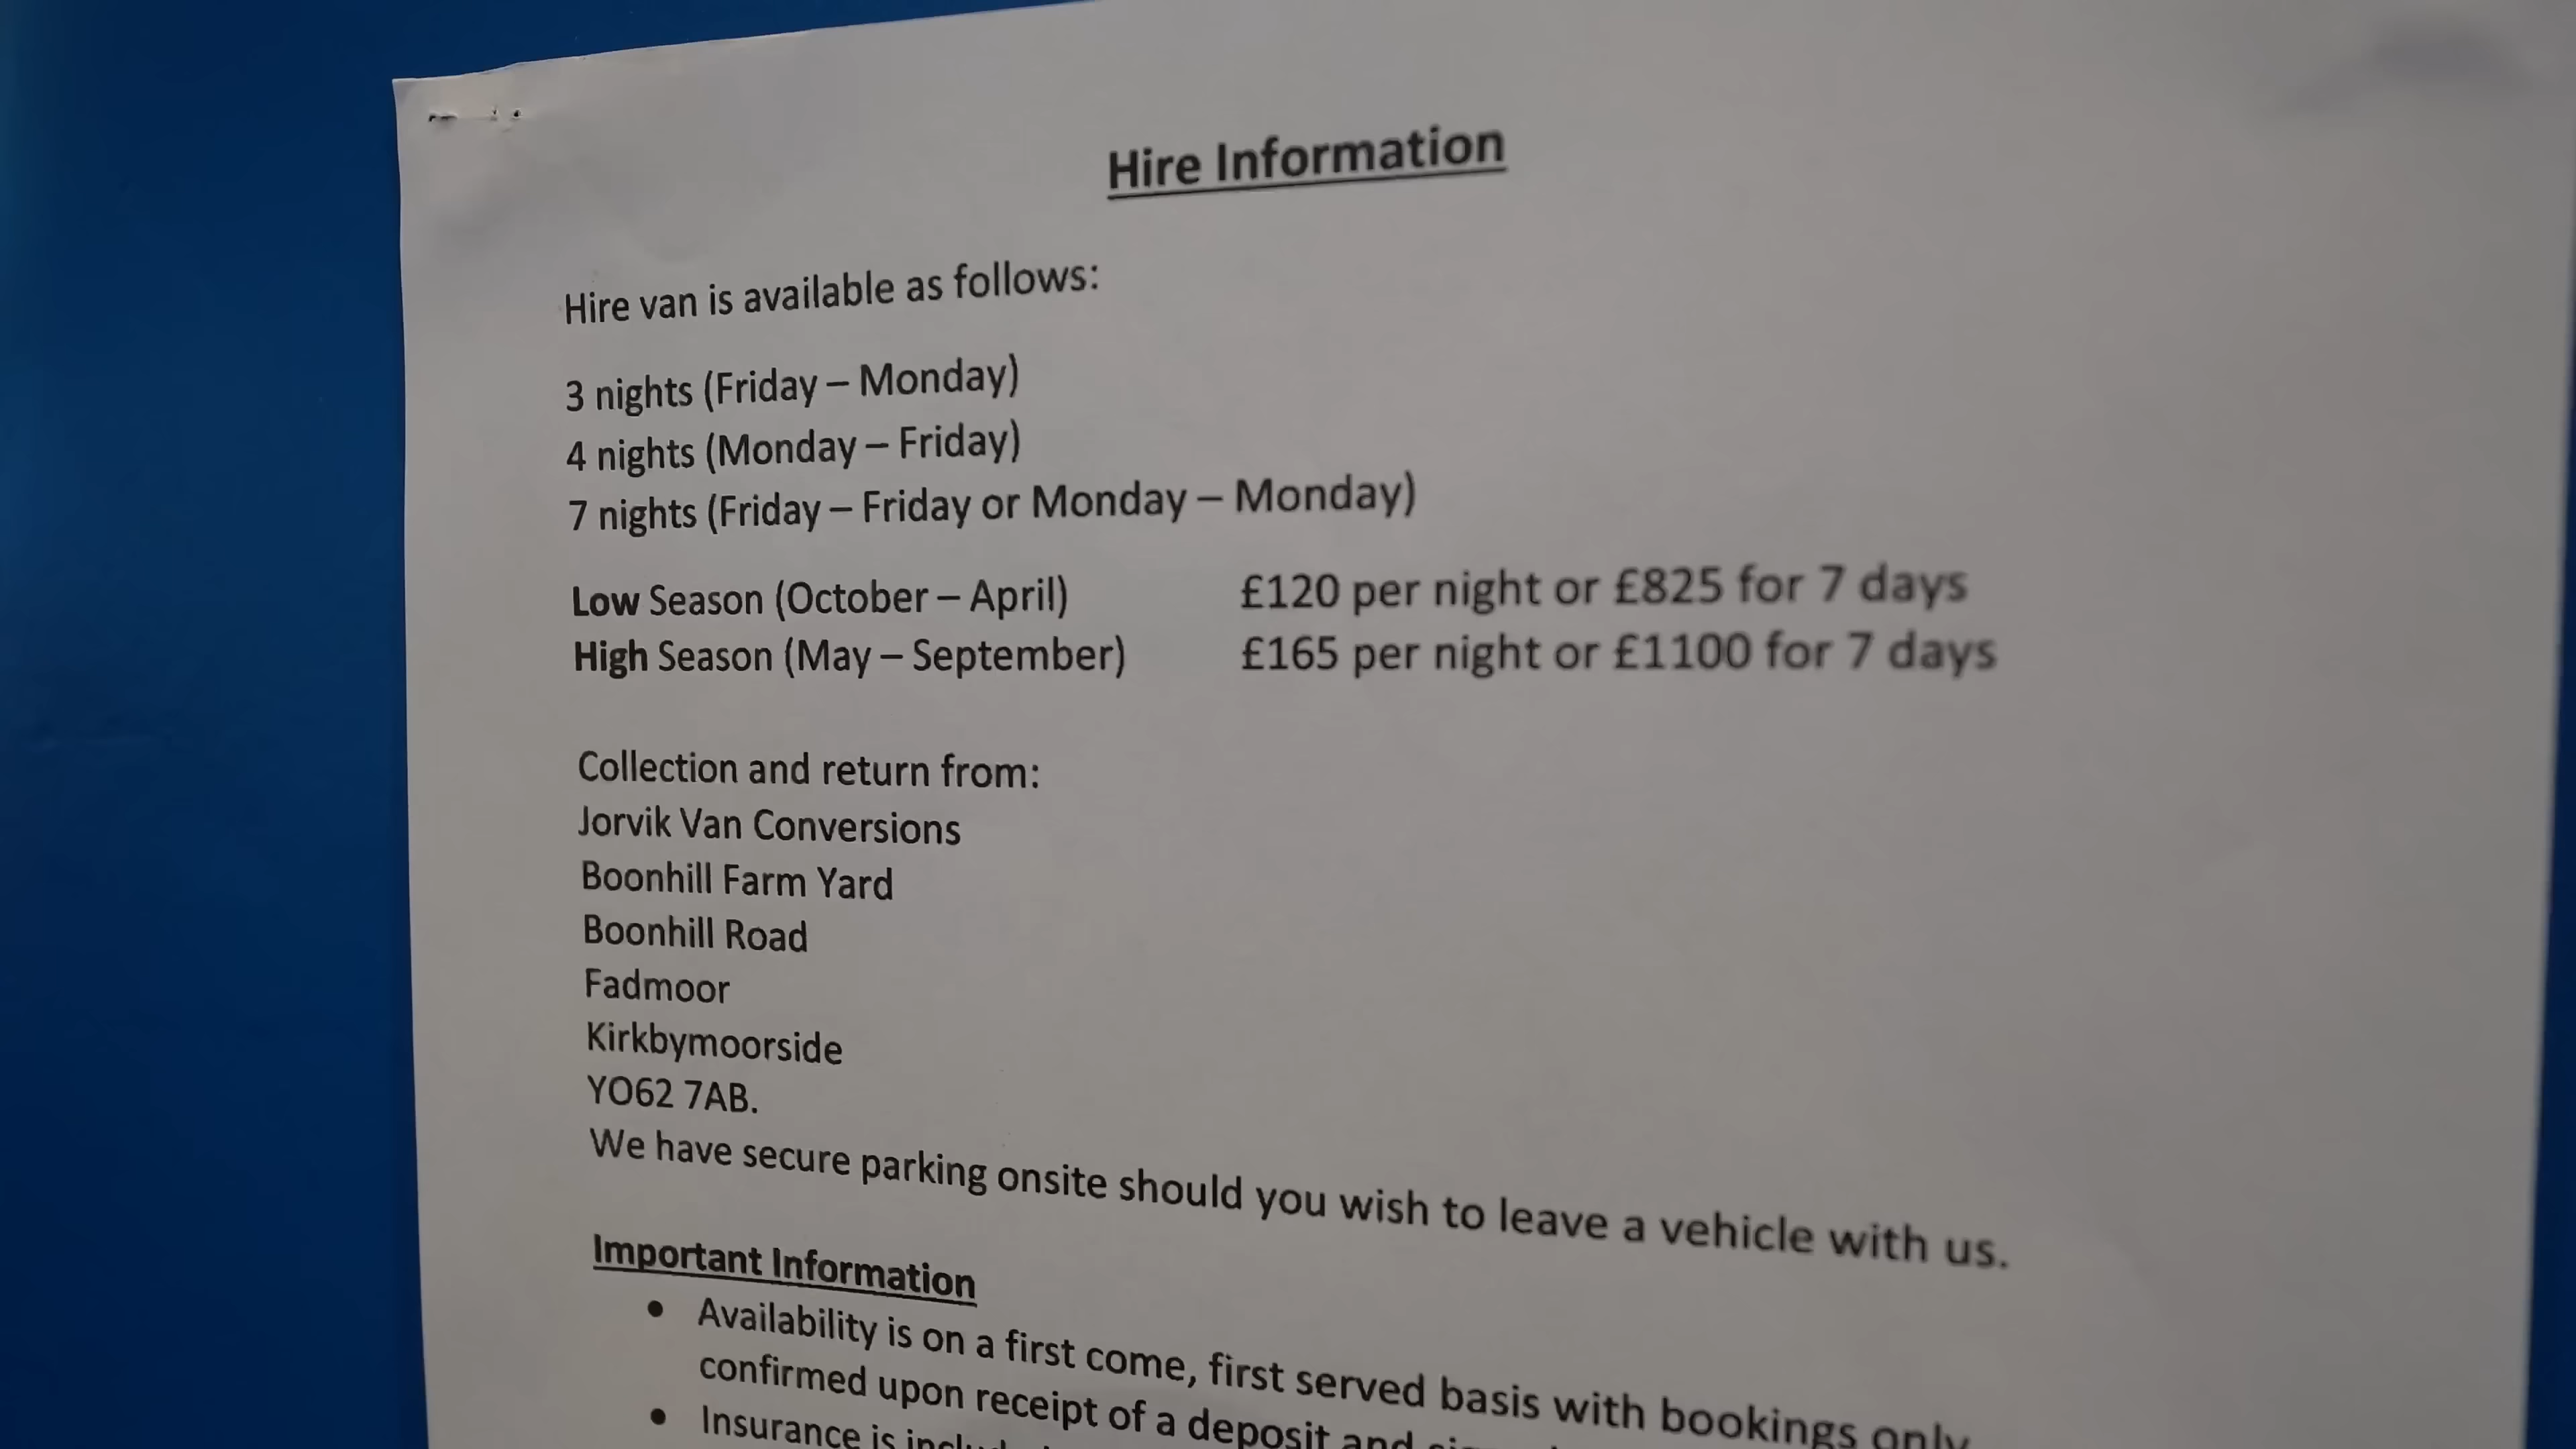 Hire Information
Hire van is available as follows:
3 nights (Friday – Monday)
4 nights (Monday – Friday)
7 nights (Friday – Friday or Monday – Monday)
Low Season (October – April) £120 per night or £825 for 7 days
High Season (May – September) £165 per night or £1100 for 7 days
Collection and return from:
Jorvik Van Conversions
Boonhill Farm Yard
Boonhill Road
Fadmoor
Kirkbymoorside
YO62 7AB.
We have secure parking onsite should you wish to leave a vehicle with us.
Important Information
• Availability is on a first come, first served basis with bookings only
confirmed upon receipt of a deposit and
• Insurance is